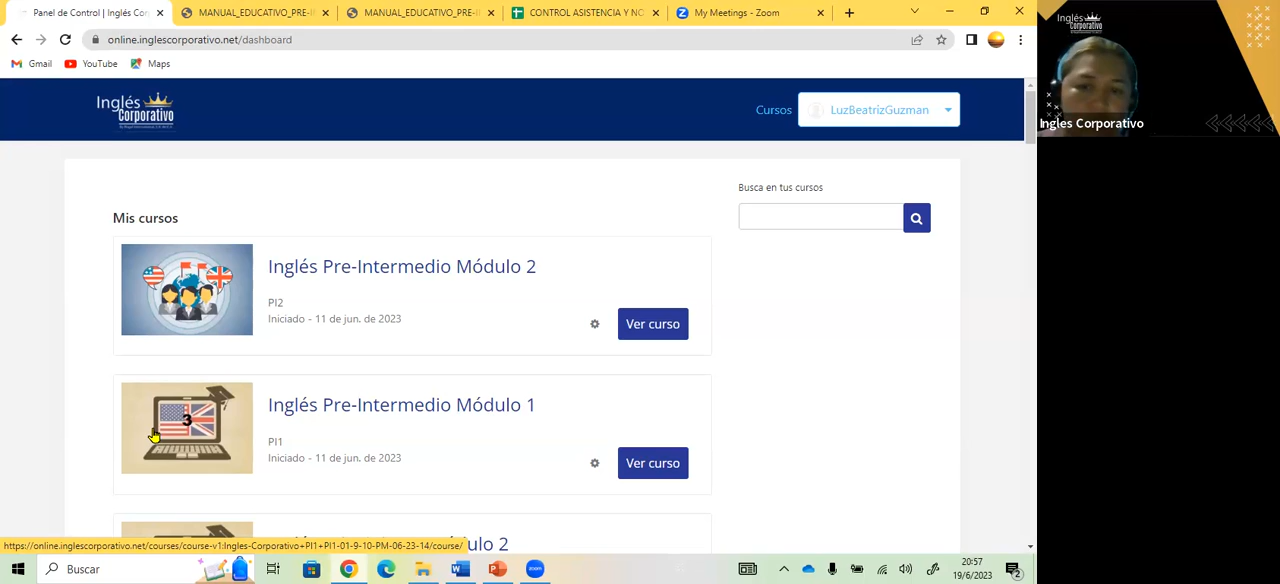 Panel de Control | Inglés Cor
MANUAL_EDUCATIVO_PRE-I
MANUAL_EDUCATIVO_PRE-I
CONTROL ASISTENCIA Y NO
My Meetings - Zoom
online.inglescorporativo.net/dashboard
Gmail
YouTube
Maps
Inglés
Corporativo
Cursos
LuzBeatrizGuzman
Mis cursos
Busca en tus cursos
Inglés Pre-Intermedio Módulo 2
PI2
Iniciado - 11 de jun. de 2023
Ver curso
3
Inglés Pre-Intermedio Módulo 1
PI1
Iniciado - 11 de jun. de 2023
Ver curso
ulo 2
https://online.inglescorporativo.net/courses/course-v1:Ingles-Corporativo+PI1+PI1-01-9-10-PM-06-23-14/course/
Buscar
20:57
19/6/2023
2
Inglés
Corporativo
Ingles Corporativo